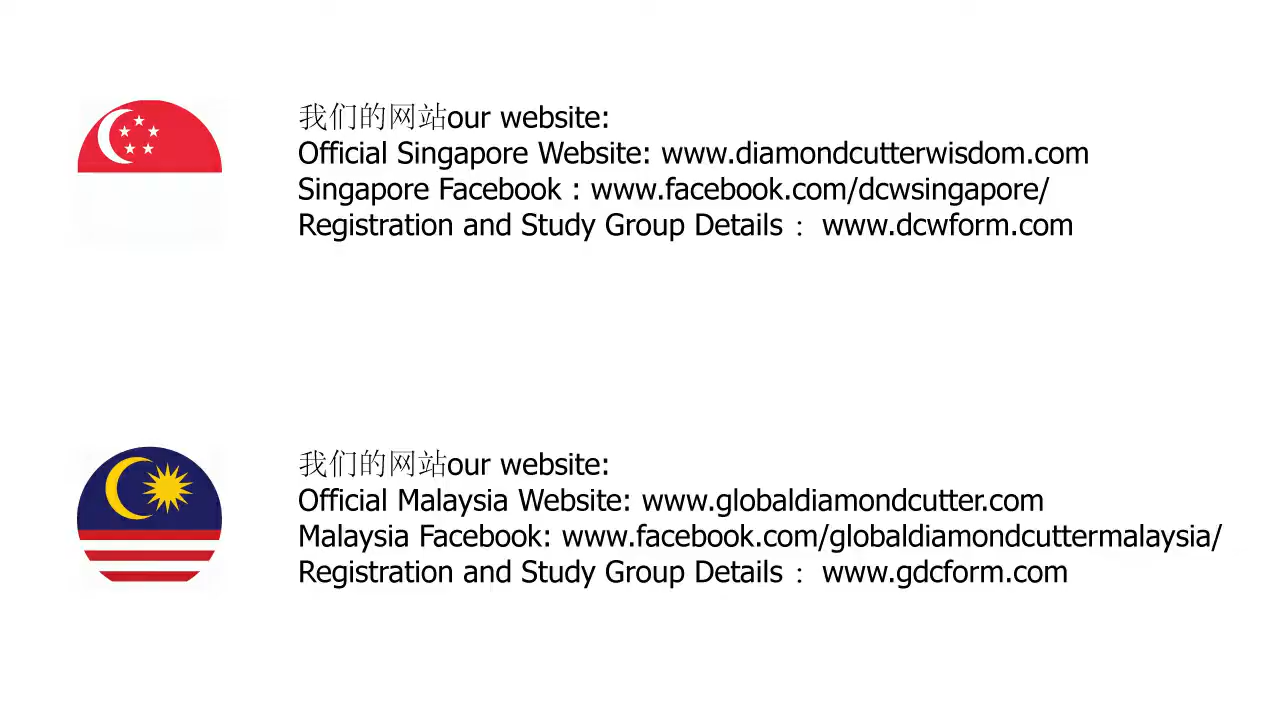 我们的网站our website:
Official Singapore Website: www.diamondcutterwisdom.com
Singapore Facebook : www.facebook.com/dcwsingapore/
Registration and Study Group Details ： www.dcwform.com
我们的网站our website:
Official Malaysia Website: www.globaldiamondcutter.com
Malaysia Facebook: www.facebook.com/globaldiamondcuttermalaysia/
Registration and Study Group Details ： www.gdcform.com